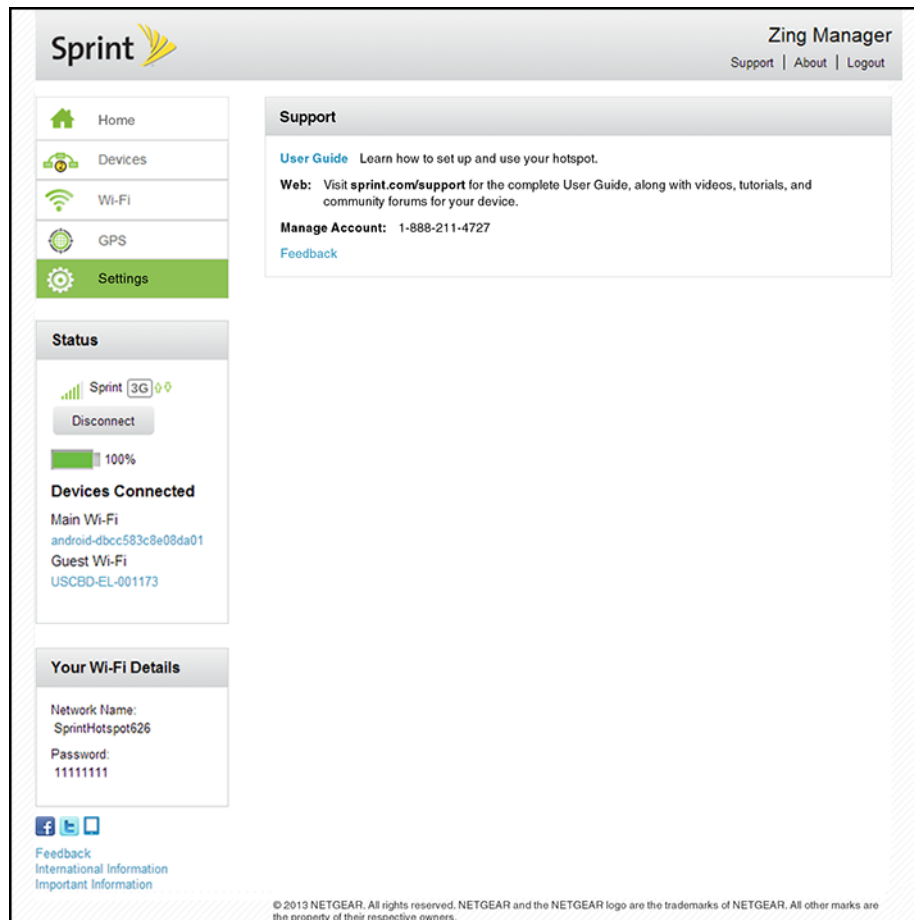 Sprint
Zing Manager
Support | About | Logout
Home
Devices
Wi-Fi
GPS
Settings
Support
User Guide Learn how to set up and use your hotspot.
Web: Visit sprint.com/support for the complete User Guide, along with videos, tutorials, and
community forums for your device.
Manage Account: 1-888-211-4727
Feedback
Status
Sprint 3G
Disconnect
100%
Devices Connected
Main Wi-Fi
android-dbcc583c8e08da01
Guest Wi-Fi
USCBD-EL-001173
Your Wi-Fi Details
Network Name:
SprintHotspot626
Password:
11111111
Feedback
International Information
Important Information
© 2013 NETGEAR. All rights reserved. NETGEAR and the NETGEAR logo are the trademarks of NETGEAR. All other marks are
the property of their respective owners.